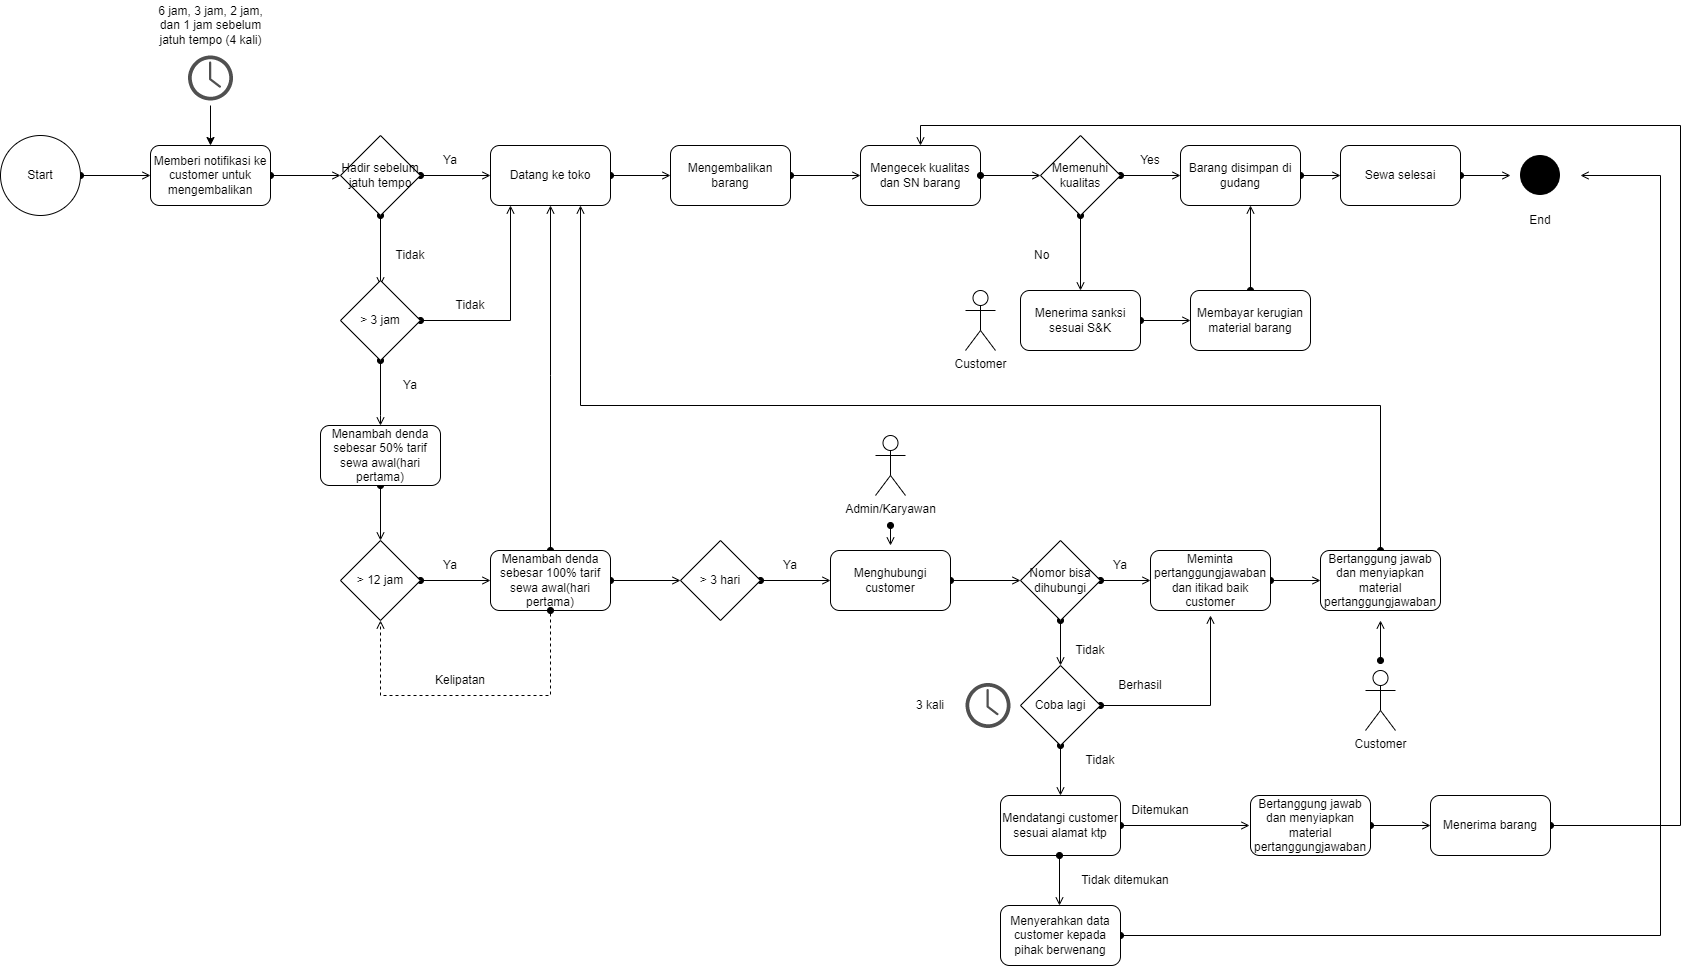 6 jam, 3 jam, 2 jam,
dan 1 jam sebelum
jatuh tempo (4 kali)
Start
Memberi notifikasi ke
customer untuk
mengembalikan
Hadir sebelum
jatuh tempo
Ya
Datang ke toko
Mengembalikan
barang
Mengecek kualitas
dan SN barang
Memenuhi
kualitas
Yes
Barang disimpan di
gudang
Sewa selesai
End
Tidak
No
> 3 jam
Tidak
Customer
Menerima sanksi
sesuai S&K
Membayar kerugian
material barang
Ya
Menambah denda
sebesar 50% tarif
sewa awal(hari
pertama)
Admin/Karyawan
> 12 jam
Ya
Menambah denda
sebesar 100% tarif
sewa awal(hari
pertama)
> 3 hari
Ya
Menghubungi
customer
Nomor bisa
dihubungi
Ya
Meminta
pertanggungjawaban
dan itikad baik
customer
Bertanggung jawab
dan menyiapkan
material
pertanggungjawaban
Kelipatan
Tidak
3 kali
Coba lagi
Berhasil
Customer
Tidak
Mendatangi customer
sesuai alamat ktp
Ditemukan
Bertanggung jawab
dan menyiapkan
material
pertanggungjawaban
Menerima barang
Tidak ditemukan
Menyerahkan data
customer kepada
pihak berwenang